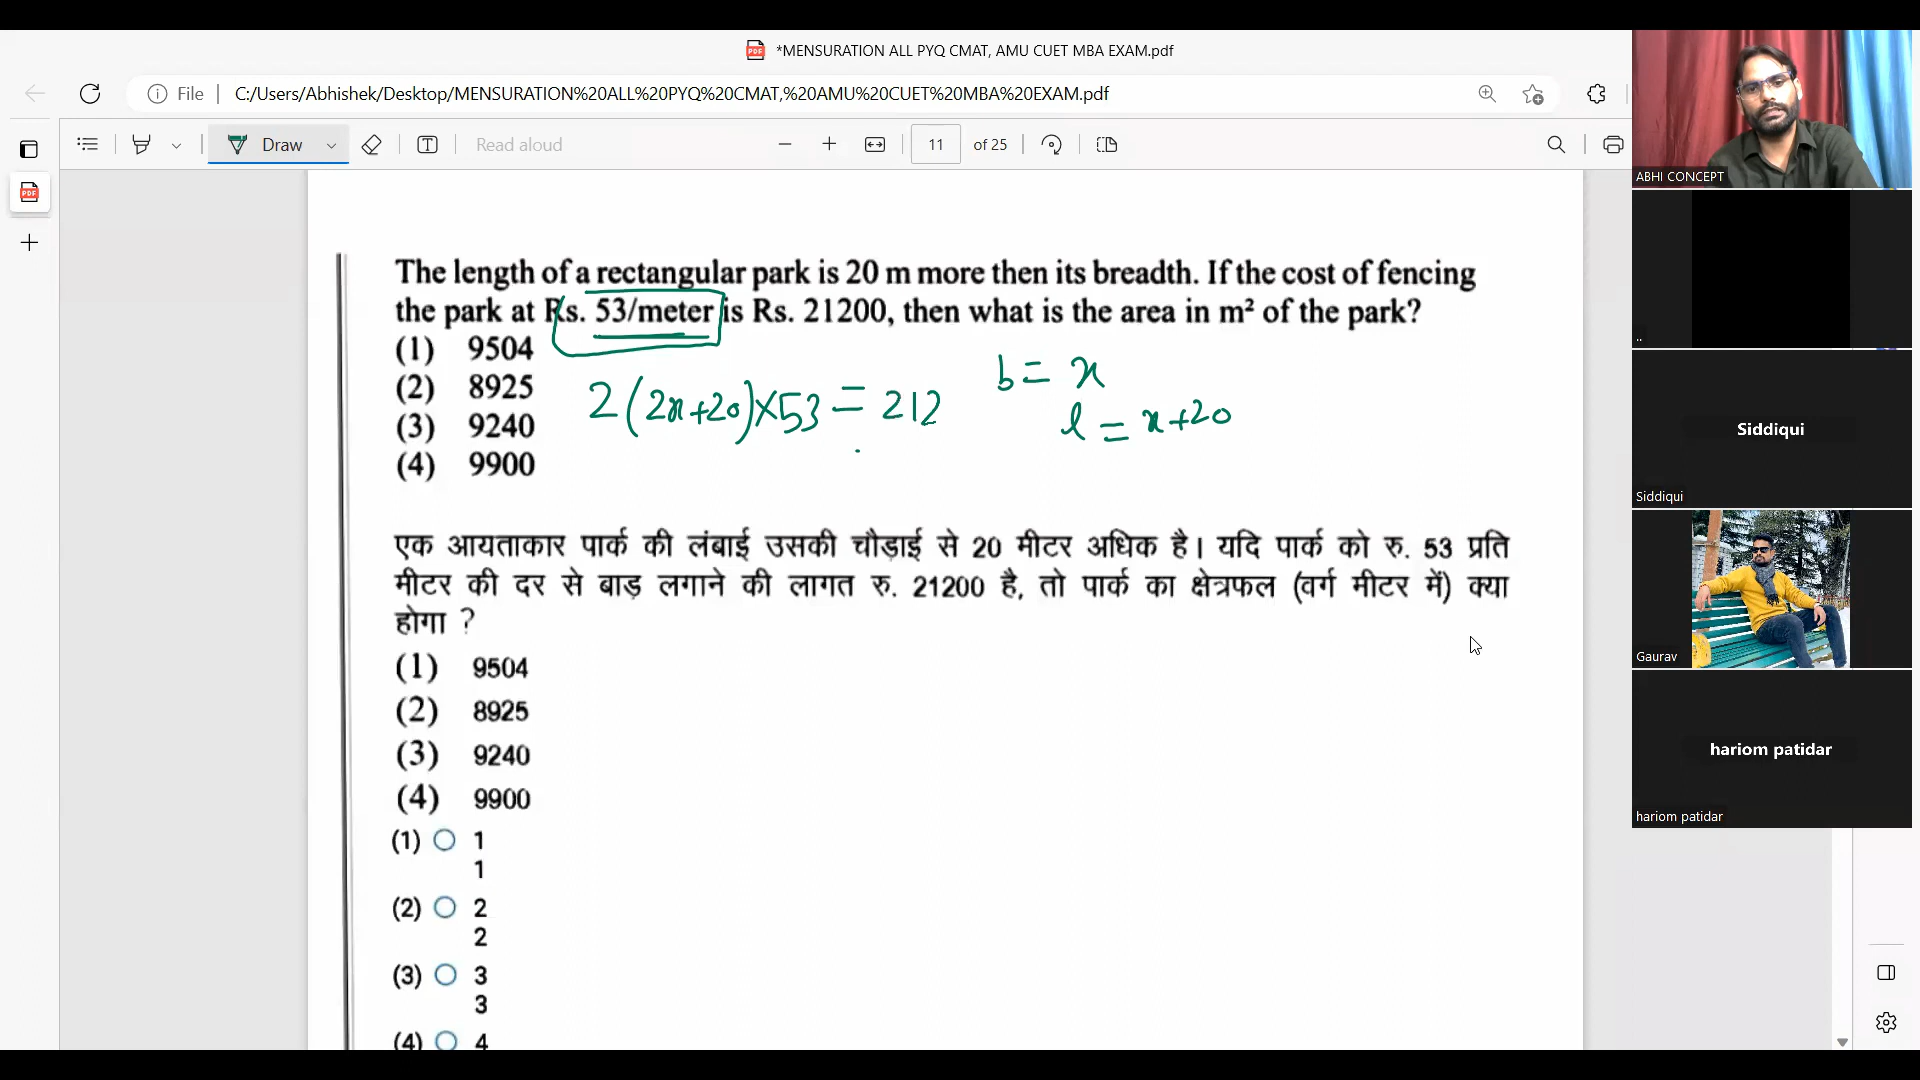 *MENSURATION ALL PYQ CMAT, AMU CUET MBA EXAM.pdf
File
C:/Users/Abhishek/Desktop/MENSURATION%20ALL%20PYQ%20CMAT,%20AMU%20CUET%20MBA%20EXAM.pdf
Draw
Read aloud
11 of 25
The length of a rectangular park is 20 m more then its breadth. If the cost of fencing
the park at Rs. 53/meter is Rs. 21200, then what is the area in m² of the park?
(1) 9504
(2) 8925
(3) 9240
(4) 9900
2(2x+20)×53=212
b= x
l = x+20
एक आयताकार पार्क की लंबाई उसकी चौड़ाई से 20 मीटर अधिक है। यदि पार्क को रु. 53 प्रति
मीटर की दर से बाड़ लगाने की लागत रु. 21200 है, तो पार्क का क्षेत्रफल (वर्ग मीटर में) क्या
होगा ?
(1) 9504
(2) 8925
(3) 9240
(4) 9900
(1) 1
1
(2) 2
2
(3) 3
3
(4) 4
ABHI CONCEPT
..
Siddiqui
Siddiqui
Gaurav
hariom patidar
hariom patidar